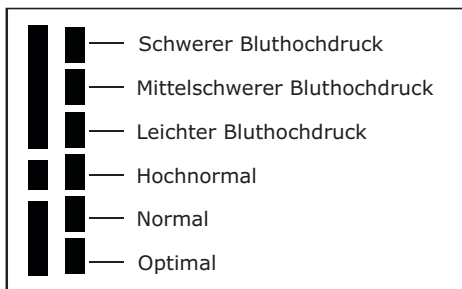 Schwerer Bluthochdruck
Mittelschwerer Bluthochdruck
Leichter Bluthochdruck
Hochnormal
Normal
Optimal